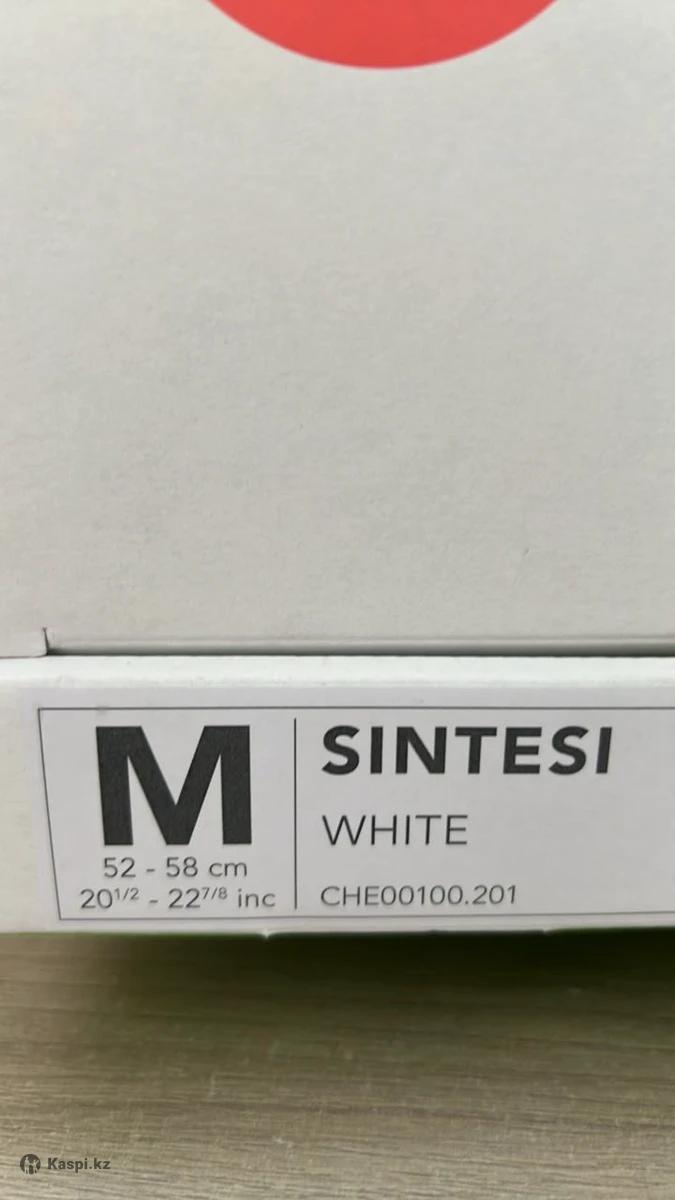 M
52 - 58 cm
20 1/2 - 22 7/8 inc
SINTESI
WHITE
CHE00100.201
Kaspi.kz